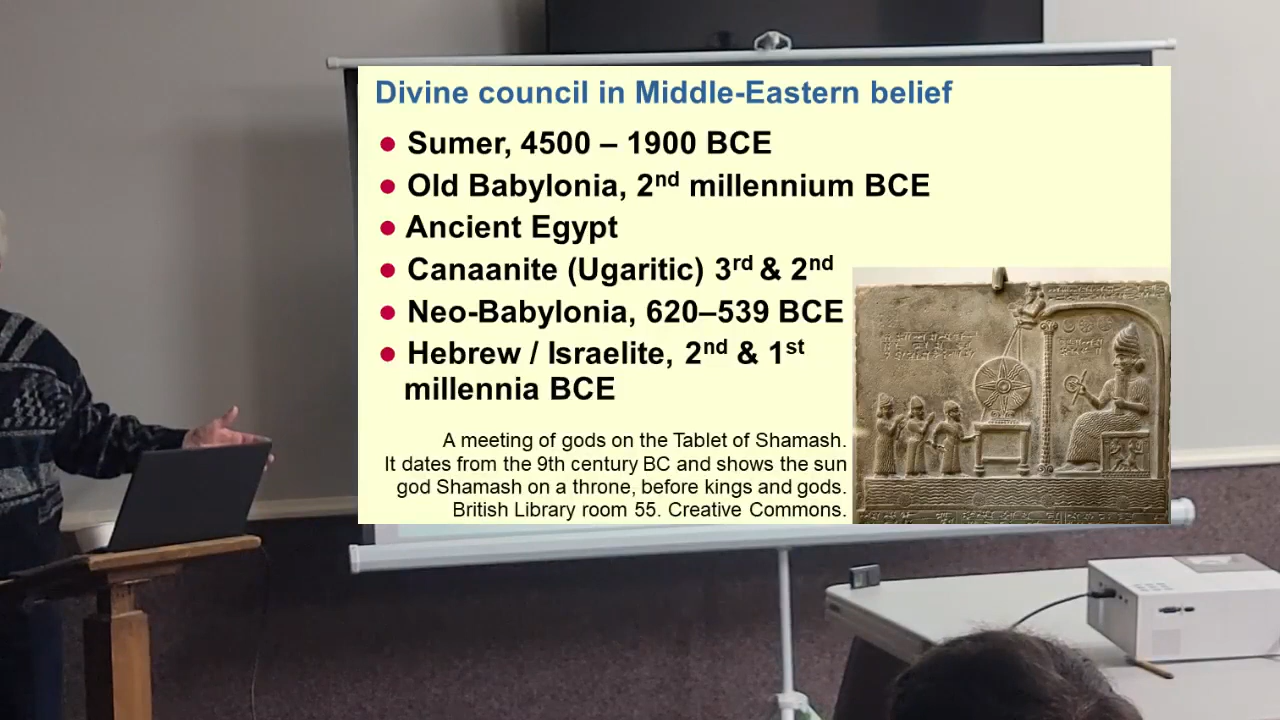 Divine council in Middle-Eastern belief
● Sumer, 4500 – 1900 BCE
● Old Babylonia, 2nd millennium BCE
● Ancient Egypt
● Canaanite (Ugaritic) 3rd & 2nd
● Neo-Babylonia, 620–539 BCE
● Hebrew / Israelite, 2nd & 1st
millennia BCE
A meeting of gods on the Tablet of Shamash.
It dates from the 9th century BC and shows the sun
god Shamash on a throne, before kings and gods.
British Library room 55. Creative Commons.